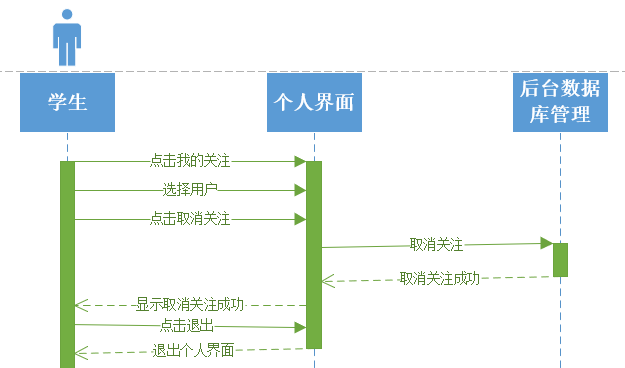 学生
个人界面
后台数据
库管理
点击我的关注
选择用户
点击取消关注
取消关注
取消关注成功
显示取消关注成功
点击退出
退出个人界面